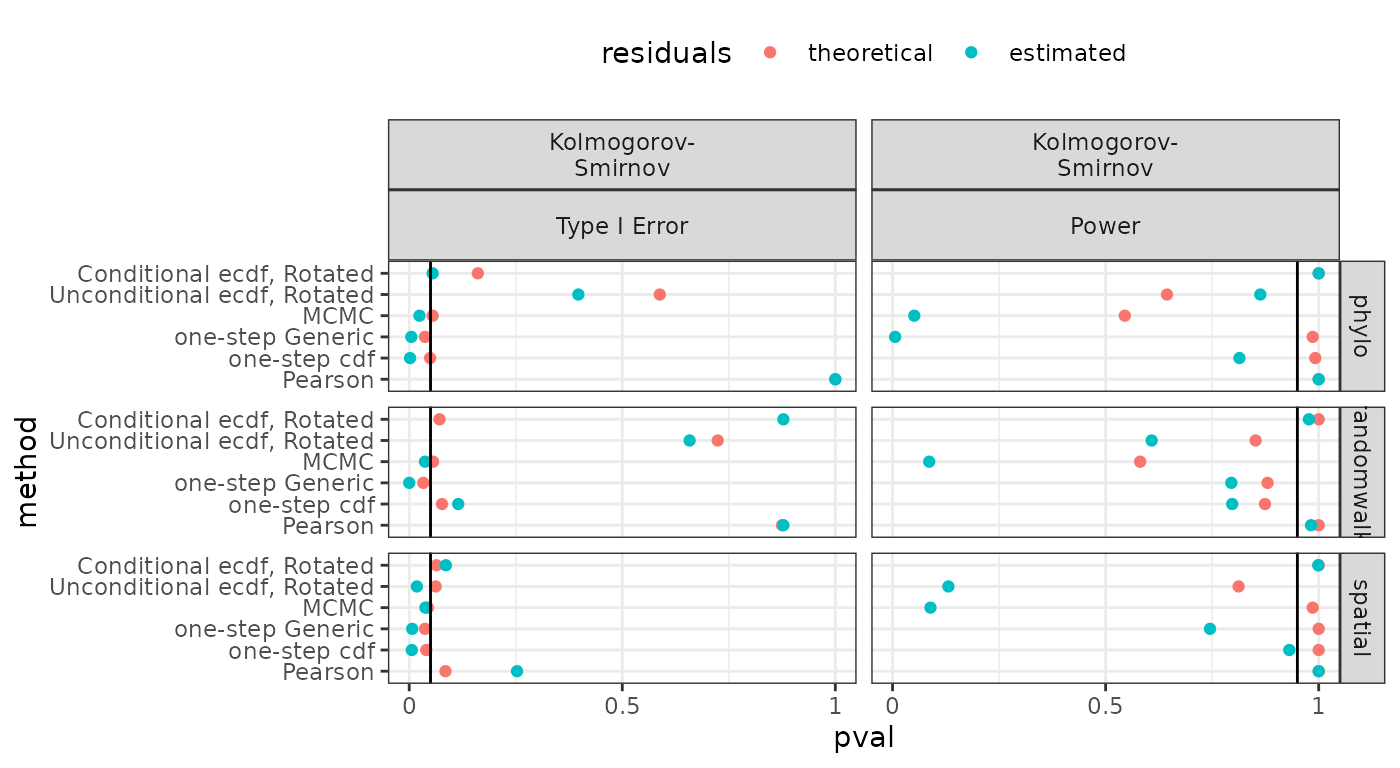 residuals theoretical estimated
Kolmogorov-
Smirnov
Kolmogorov-
Smirnov
Type I Error
Power
method
Conditional ecdf, Rotated
Unconditional ecdf, Rotated
MCMC
one-step Generic
one-step cdf
Pearson
phylo
Conditional ecdf, Rotated
Unconditional ecdf, Rotated
MCMC
one-step Generic
one-step cdf
Pearson
randomwalk
Conditional ecdf, Rotated
Unconditional ecdf, Rotated
MCMC
one-step Generic
one-step cdf
Pearson
spatial
0 0.5 1
0 0.5 1
pval